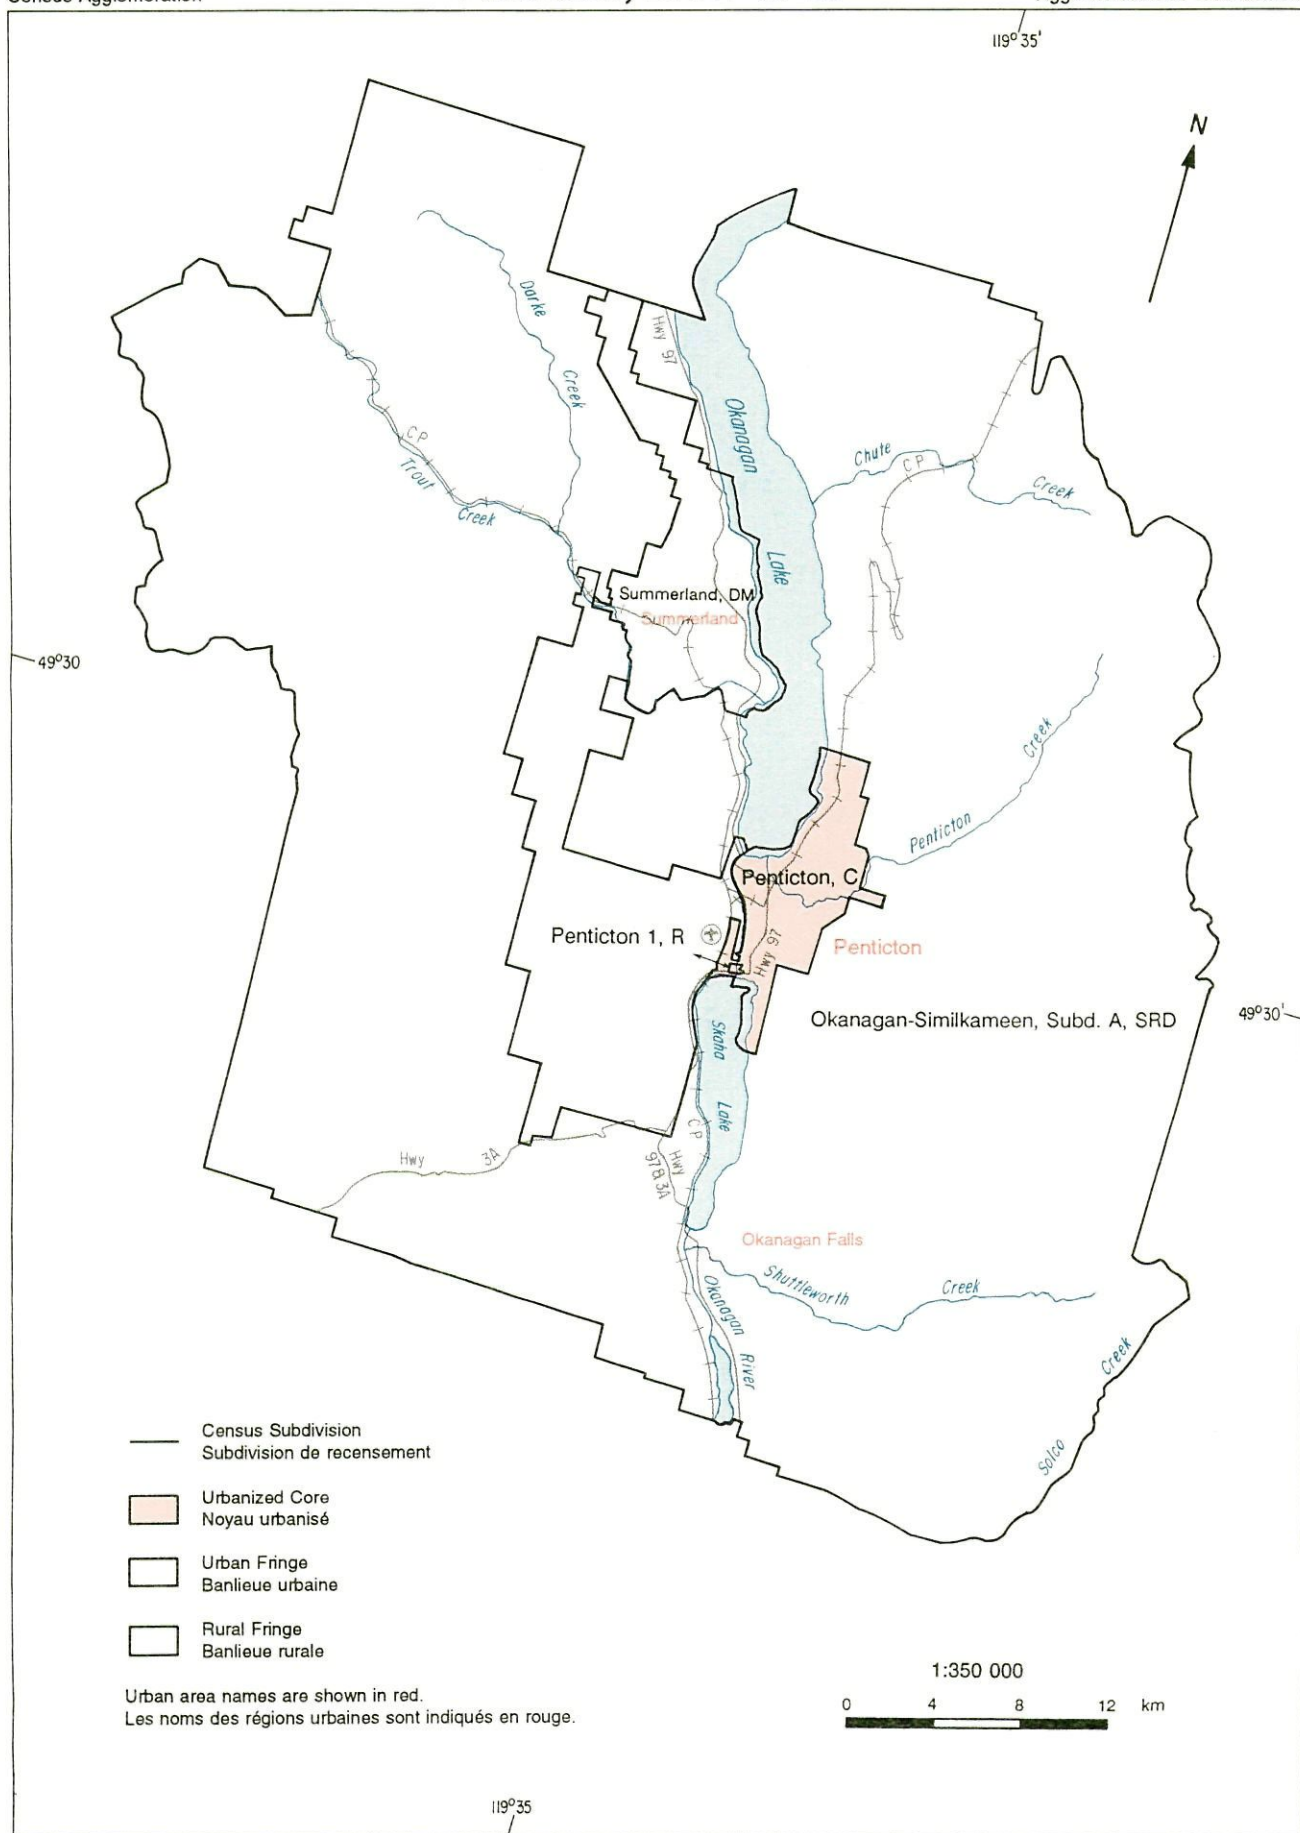 Census Agglomeration
119° 35'
N
Darke
Creek
Hwy 97
Okanagan
Lake
Chute
CP
Creek
CP
Trout
Creek
Summerland, DM
Summerland
49°30
Creek
Penticton
Penticton, C
Penticton 1, R
Hwy 97
Penticton
Okanagan-Similkameen, Subd. A, SRD
49°30'
Skaha
Lake
CP
Hwy 3A
Hwy
97&3A
Okanagan Falls
Shuttleworth
Creek
Okanagan
River
Creek
Solco
Census Subdivision
Subdivision de recensement
Urbanized Core
Noyau urbanisé
Urban Fringe
Banlieue urbaine
Rural Fringe
Banlieue rurale
Urban area names are shown in red.
Les noms des régions urbaines sont indiqués en rouge.
1:350 000
0 4 8 12 km
119°35